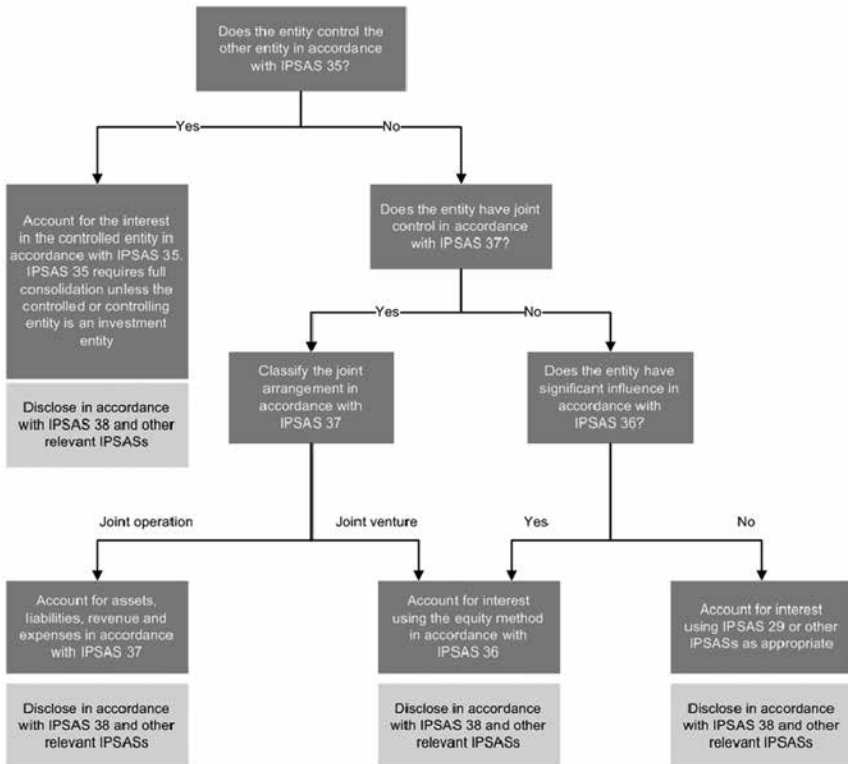 Does the entity control the
other entity in accordance
with IPSAS 35?
Yes
No
Account for the interest
in the controlled entity in
accordance with IPSAS 35.
IPSAS 35 requires full
consolidation unless the
controlled or controlling
entity is an investment
entity
Disclose in accordance
with IPSAS 38 and other
relevant IPSASs
Does the entity have joint
control in accordance
with IPSAS 37?
Yes
No
Classify the joint
arrangement in
accordance with
IPSAS 37
Does the entity have
significant influence in
accordance with
IPSAS 36?
Joint operation
Joint venture
Yes
No
Account for assets,
liabilities, revenue and
expenses in accordance
with IPSAS 37
Disclose in accordance
with IPSAS 38 and other
relevant IPSASs
Account for interest
using the equity method
in accordance with
IPSAS 36
Disclose in accordance
with IPSAS 38 and other
relevant IPSASs
Account for interest
using IPSAS 29 or other
IPSASs as appropriate
Disclose in accordance
with IPSAS 38 and other
relevant IPSASs